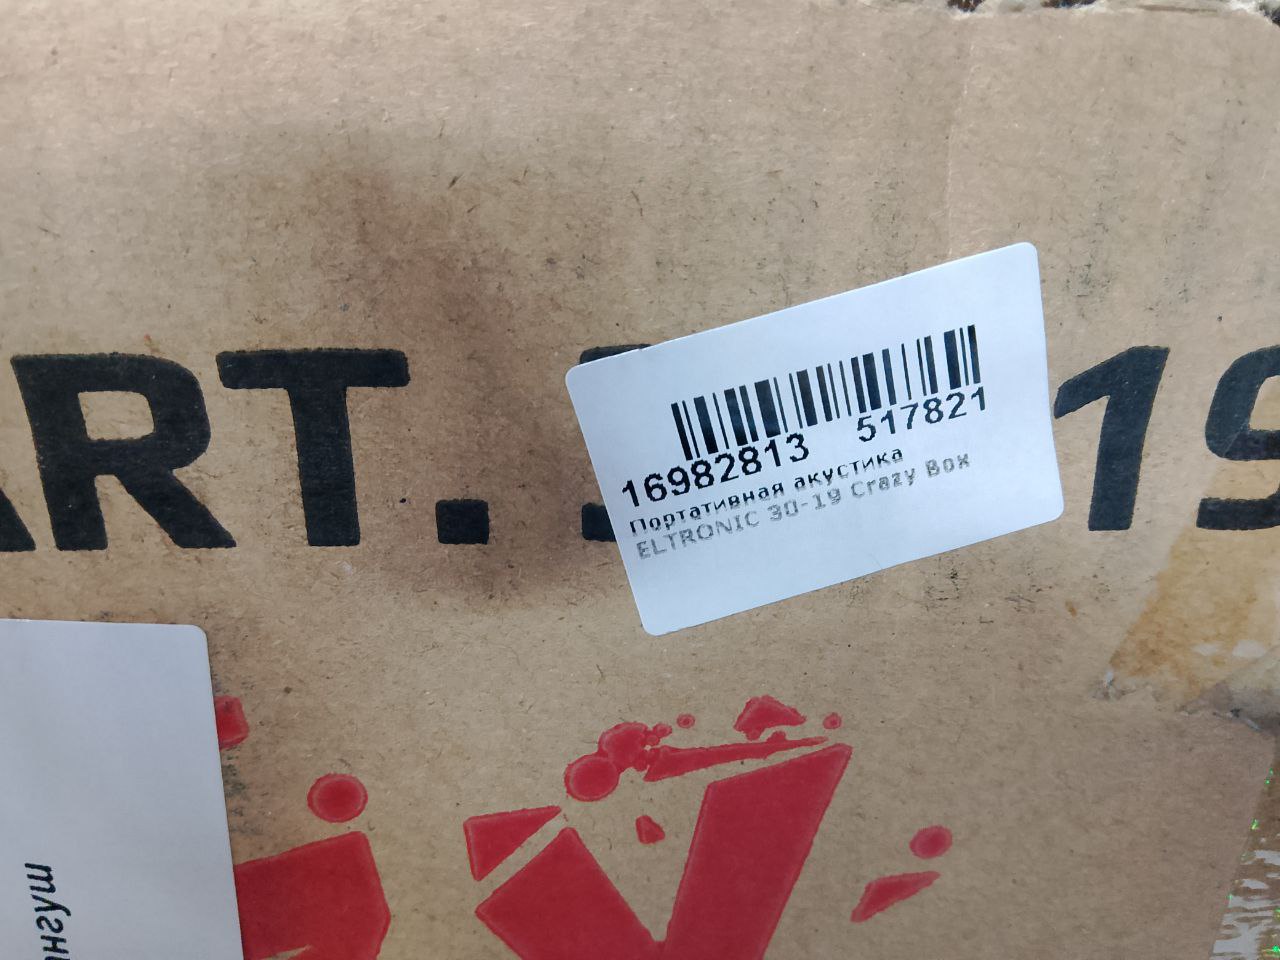 ART. 19
16982813 517821
Портативная акустика
ELTRONIC 30-19 Crazy Box